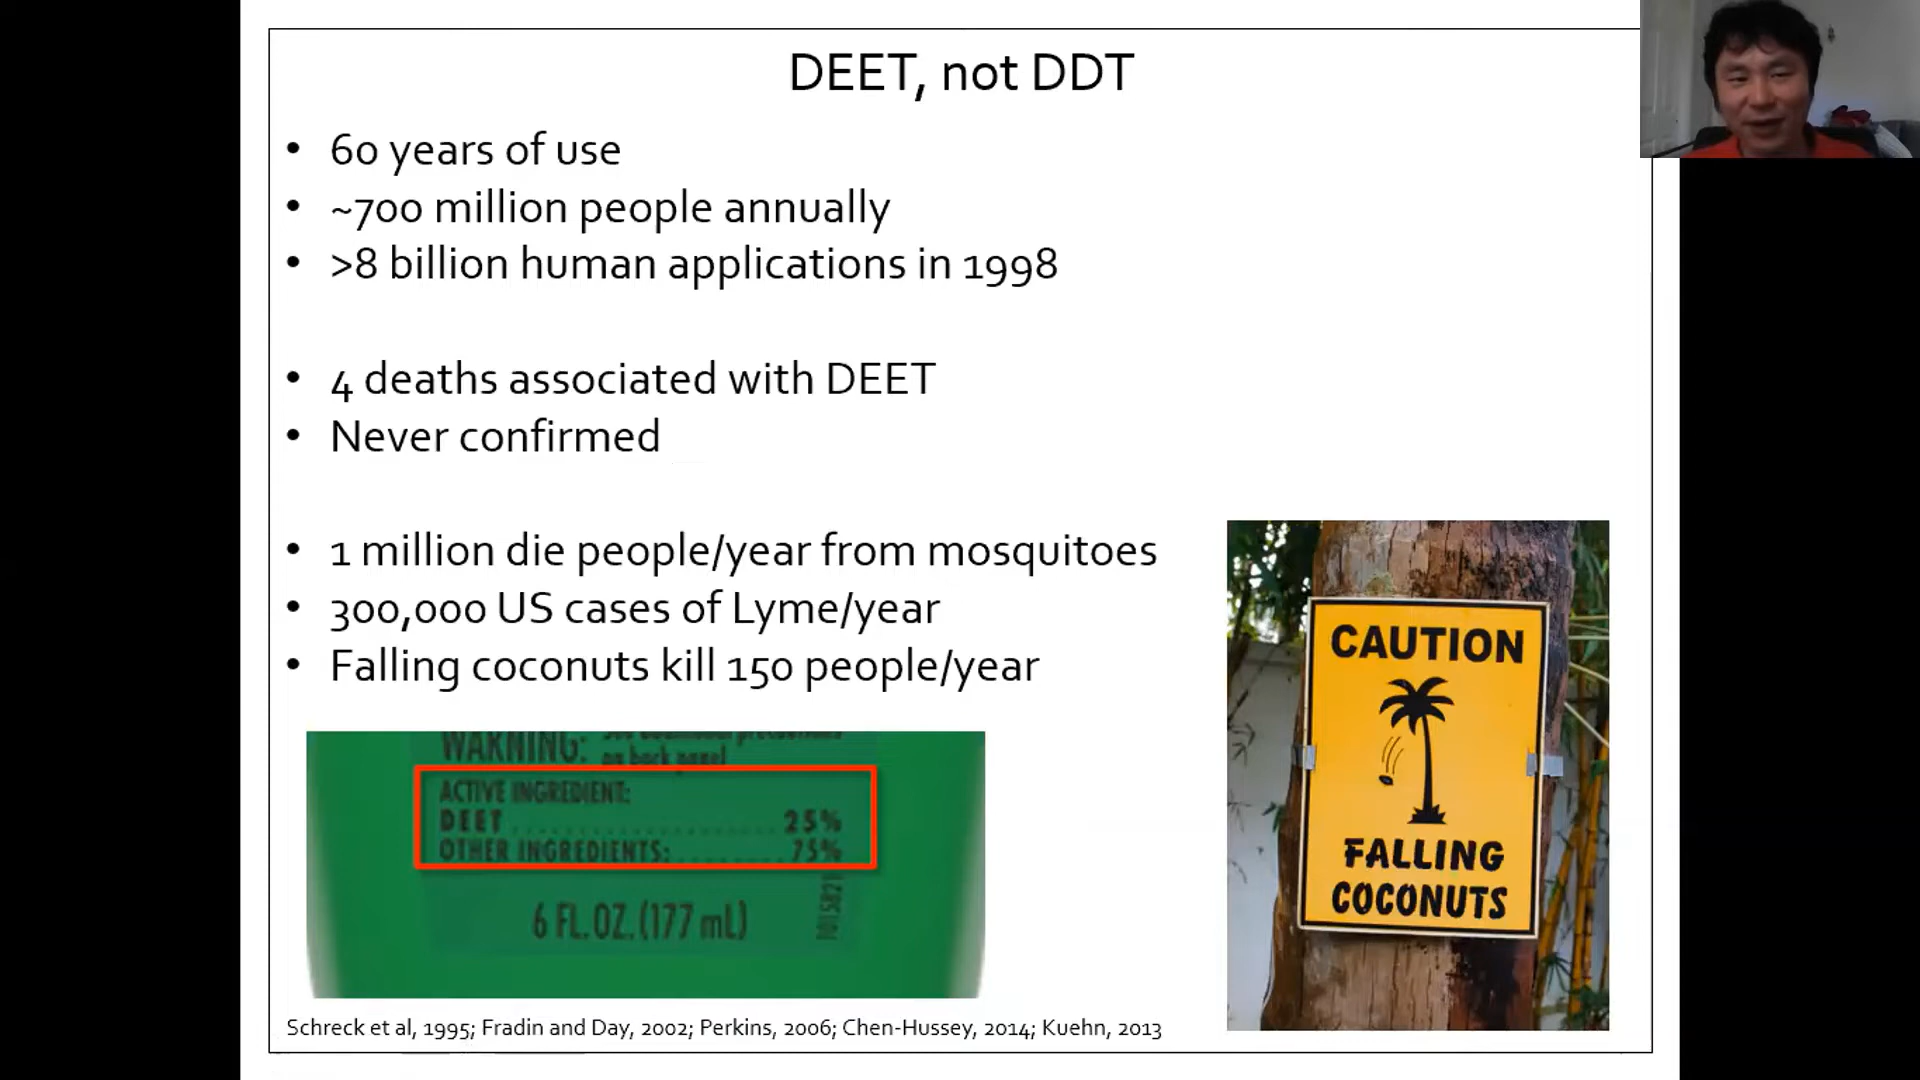 DEET, not DDT
• 60 years of use
• ~700 million people annually
• >8 billion human applications in 1998
• 4 deaths associated with DEET
• Never confirmed
• 1 million die people/year from mosquitoes
• 300,000 US cases of Lyme/year
• Falling coconuts kill 150 people/year
WARNING:
on back panel
ACTIVE INGREDIENT:
DEET 25%
OTHER INGREDIENTS: 75%
6 FL. OZ. (177 mL)
CAUTION
FALLING
COCONUTS
Schreck et al, 1995; Fradin and Day, 2002; Perkins, 2006; Chen-Hussey, 2014; Kuehn, 2013